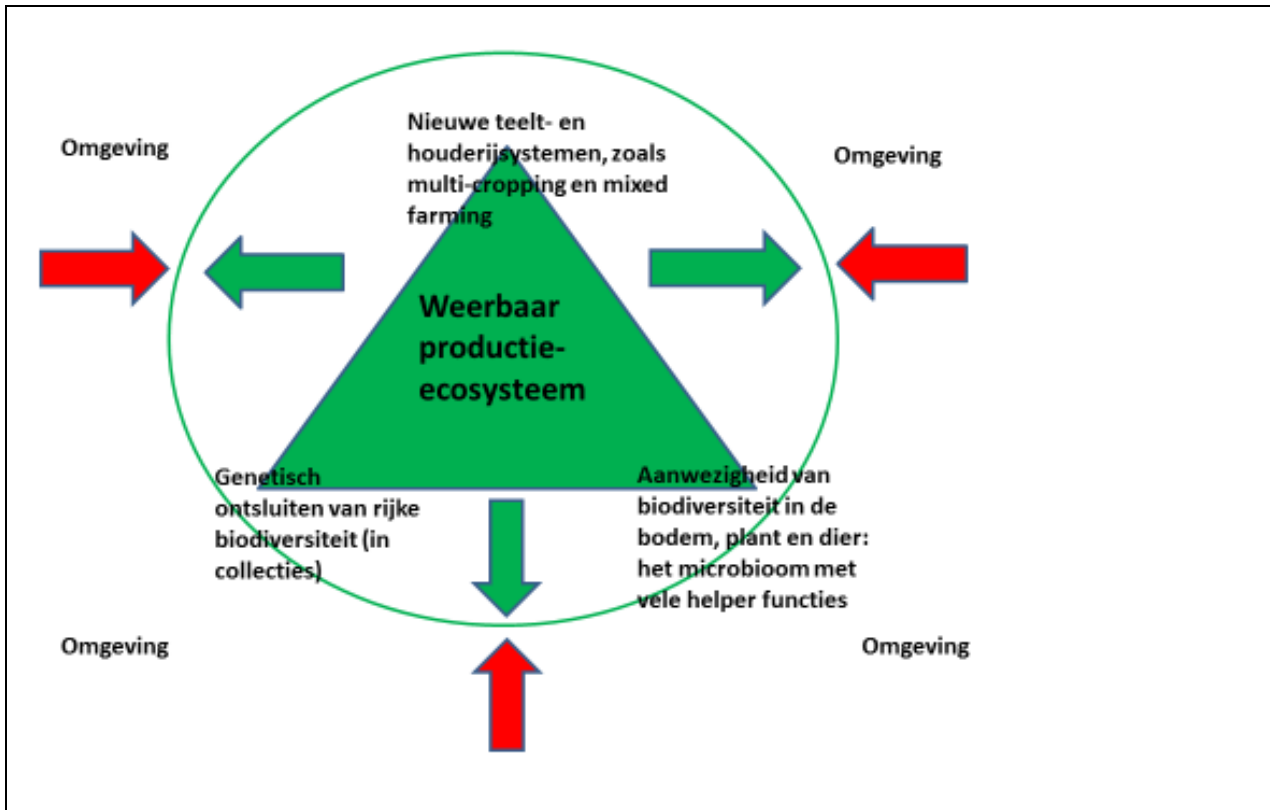 Omgeving
Nieuwe teelt- en
houderijsystemen, zoals
multi-cropping en mixed
farming
Omgeving
Weerbaar
productie-
ecosysteem
Genetisch
ontsluiten van rijke
biodiversiteit (in
collecties)
Aanwezigheid van
biodiversiteit in de
bodem, plant en dier:
het microbioom met
vele helper functies
Omgeving
Omgeving